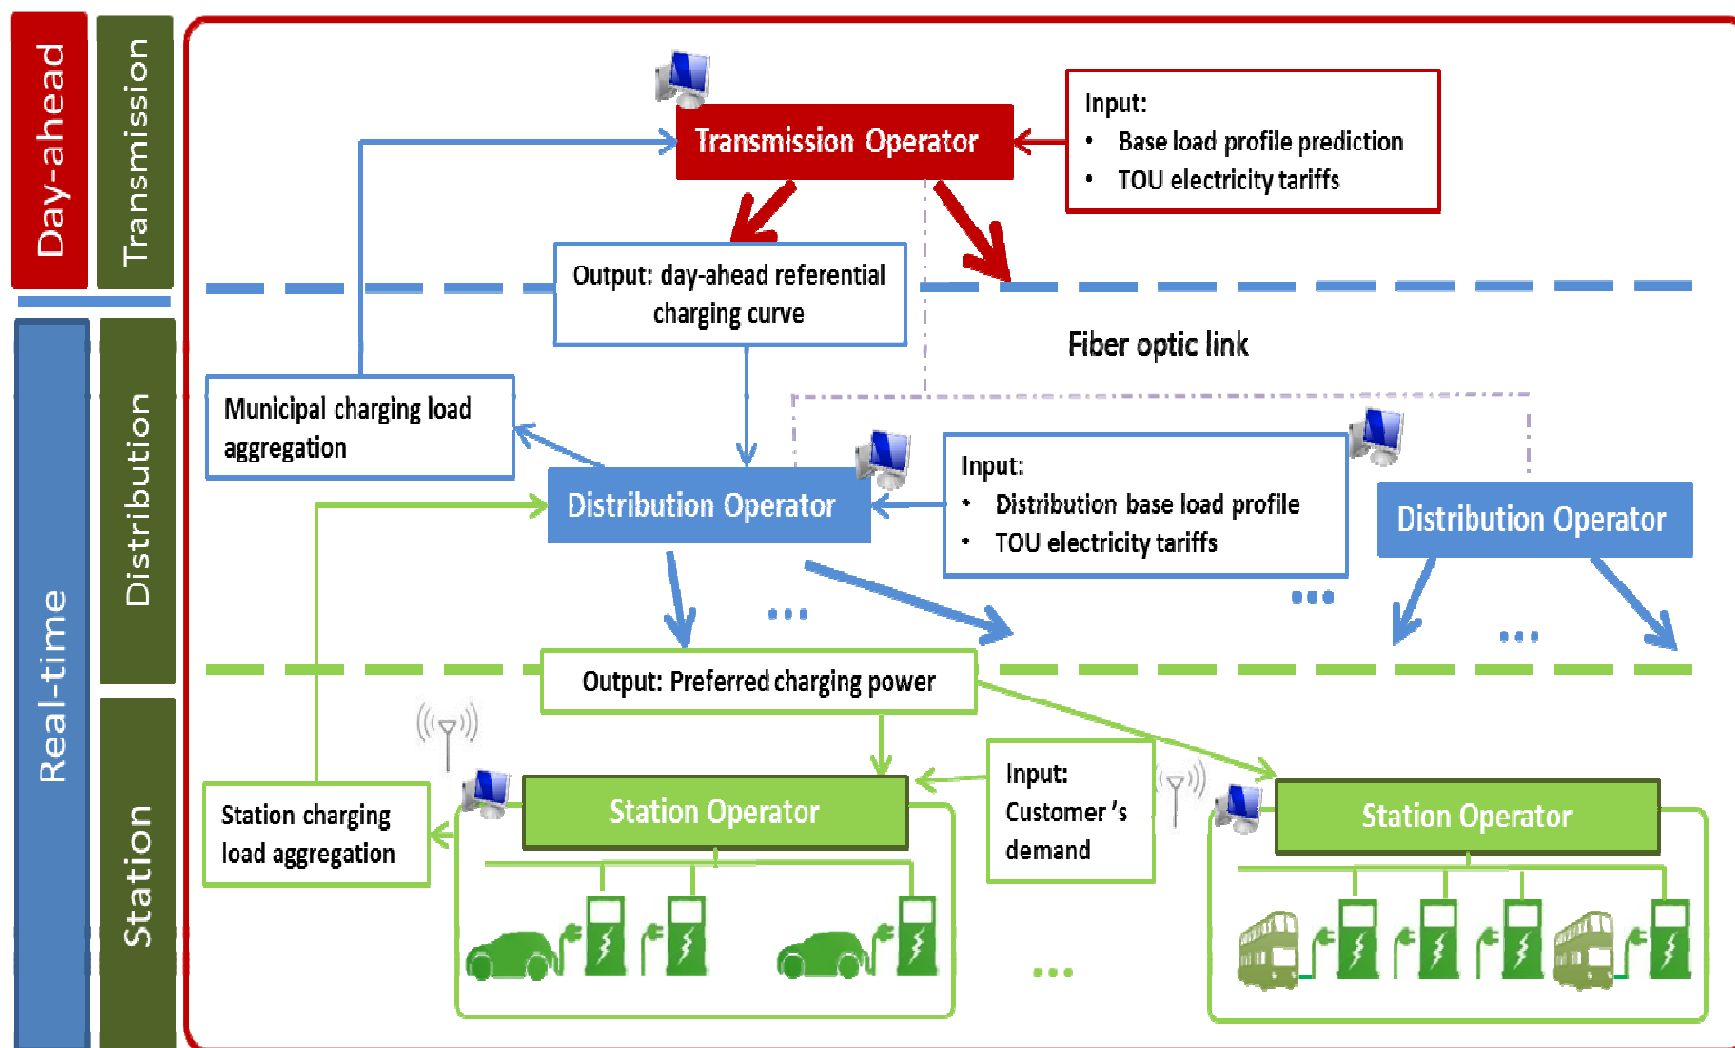 Day-ahead
Transmission
Transmission Operator
Input:
• Base load profile prediction
• TOU electricity tariffs
Output: day-ahead referential
charging curve
Fiber optic link
Real-time
Distribution
Municipal charging load
aggregation
Distribution Operator
Input:
• Distribution base load profile
• TOU electricity tariffs
Distribution Operator
...
...
...
Output: Preferred charging power
Station
Station charging
load aggregation
Station Operator
Input:
Customer 's
demand
Station Operator
...